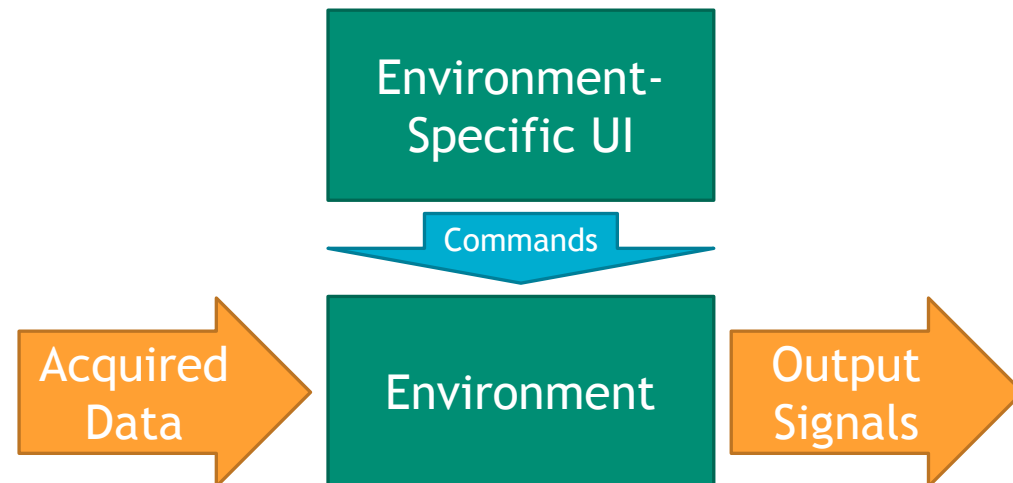 Environment-
Specific UI
Commands
Acquired
Data
Environment
Output
Signals